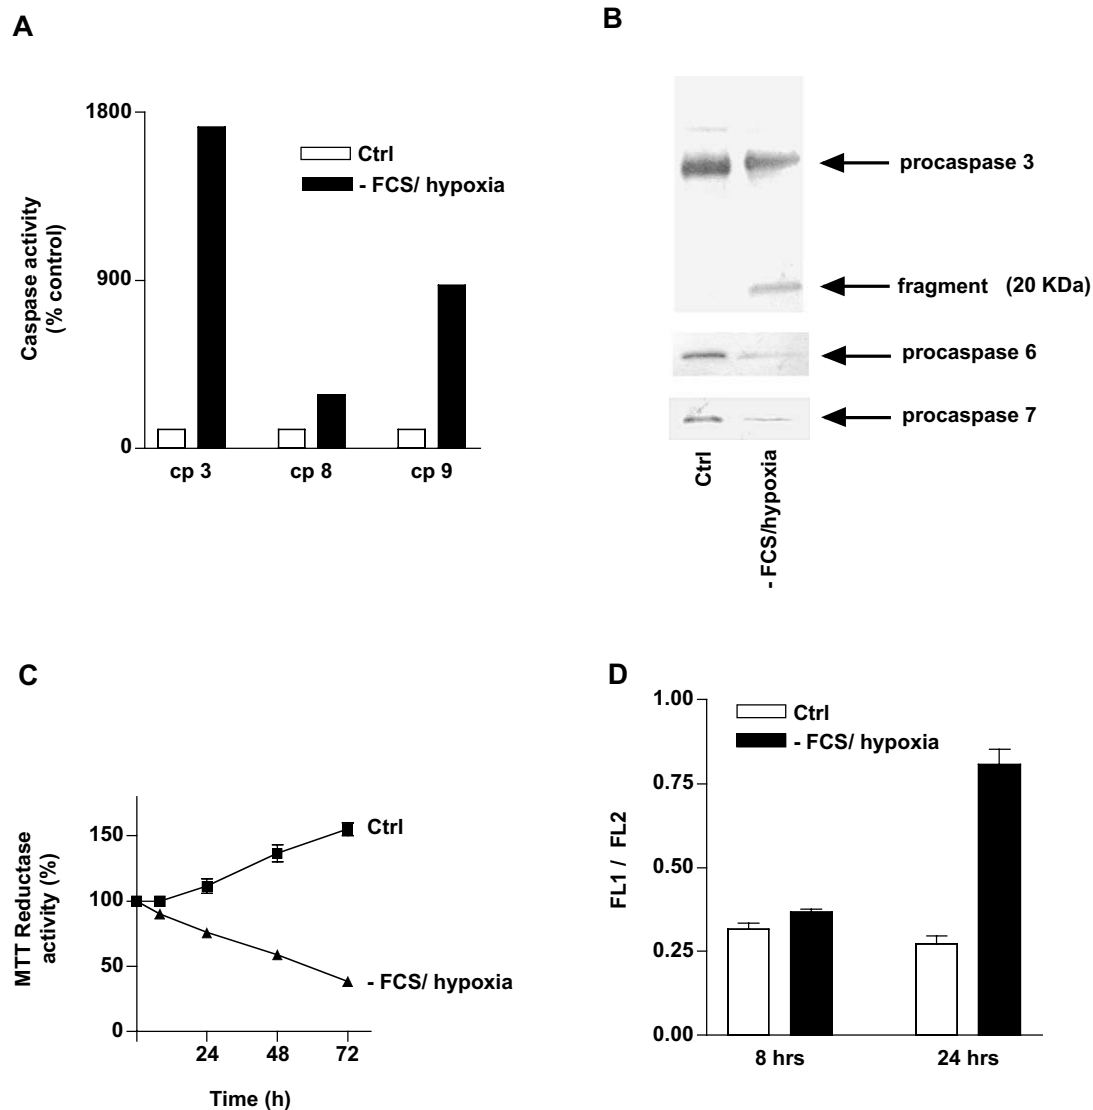 A
1800
900
0
Caspase activity
(% control)
Ctrl
- FCS/ hypoxia
cp 3
cp 8
cp 9
B
procaspase 3
fragment (20 KDa)
procaspase 6
procaspase 7
Ctrl
- FCS/hypoxia
C
150
100
50
0
MTT Reductase
activity (%)
Ctrl
- FCS/ hypoxia
24
48
72
Time (h)
D
1.00
0.75
0.50
0.25
0.00
FL1 / FL2
Ctrl
- FCS/ hypoxia
8 hrs
24 hrs